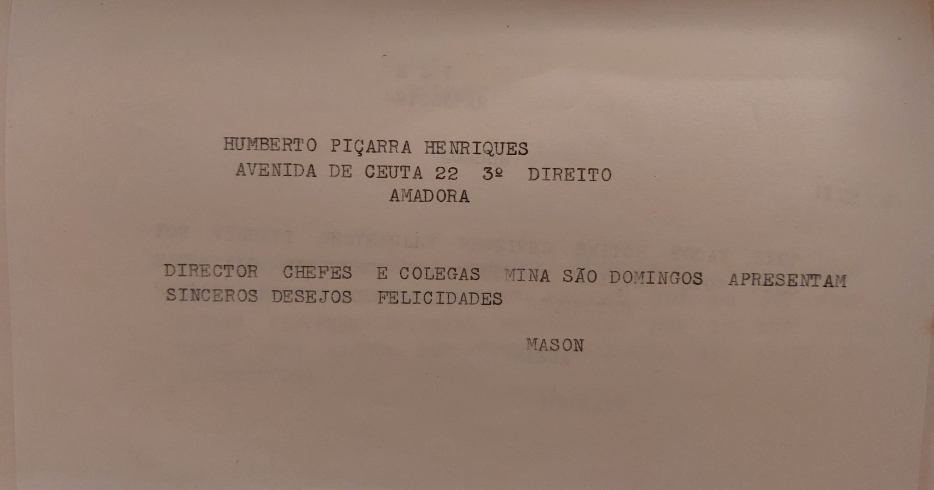 HUMBERTO PIÇARRA HENRIQUES
AVENIDA DE CEUTA 22 3º DIREITO
AMADORA
DIRECTOR CHEFES E COLEGAS MINA SÃO DOMINGOS APRESENTAM
SINCEROS DESEJOS FELICIDADES
MASON